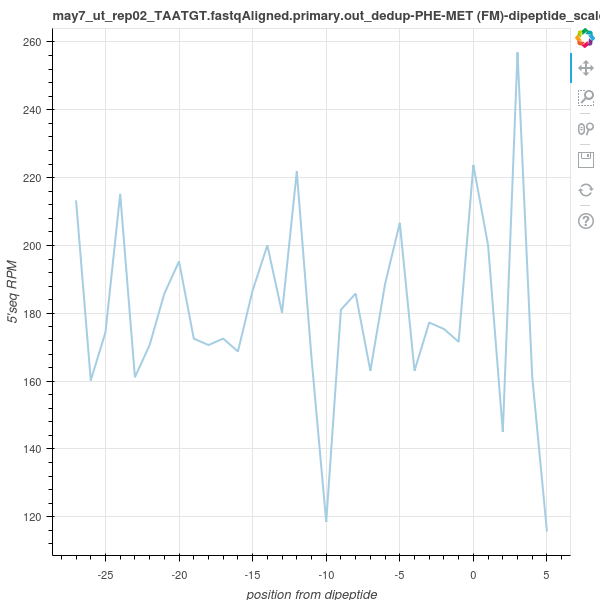 may7_ut_rep02_TAATGT.fastqAligned.primary.out_dedup-PHE-MET (FM)-dipeptide_scale
260
240
220
200
180
160
140
120
5'seq RPM
-25 -20 -15 -10 -5 0 5
position from dipeptide